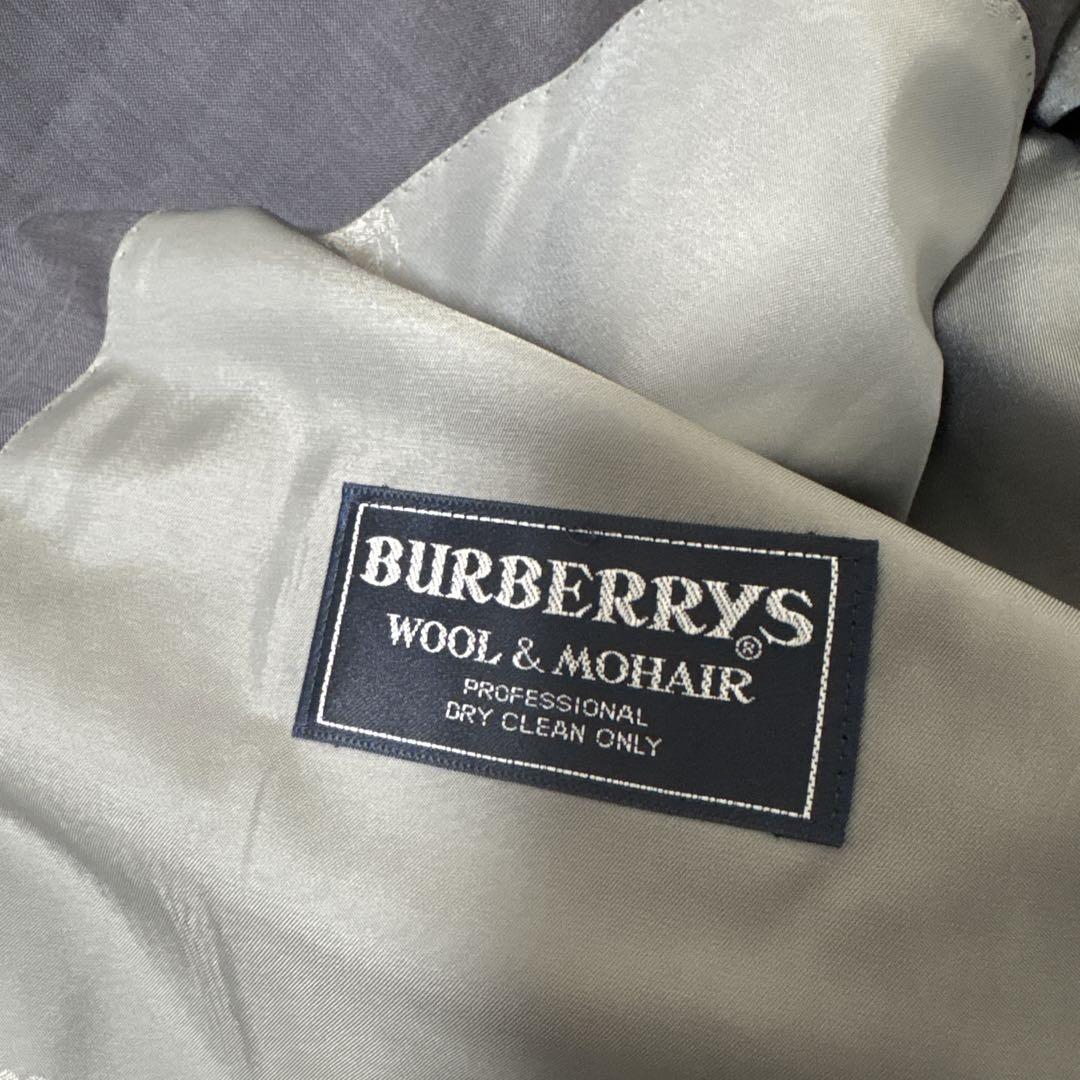 BURBERRYS®
WOOL & MOHAIR
PROFESSIONAL
DRY CLEAN ONLY